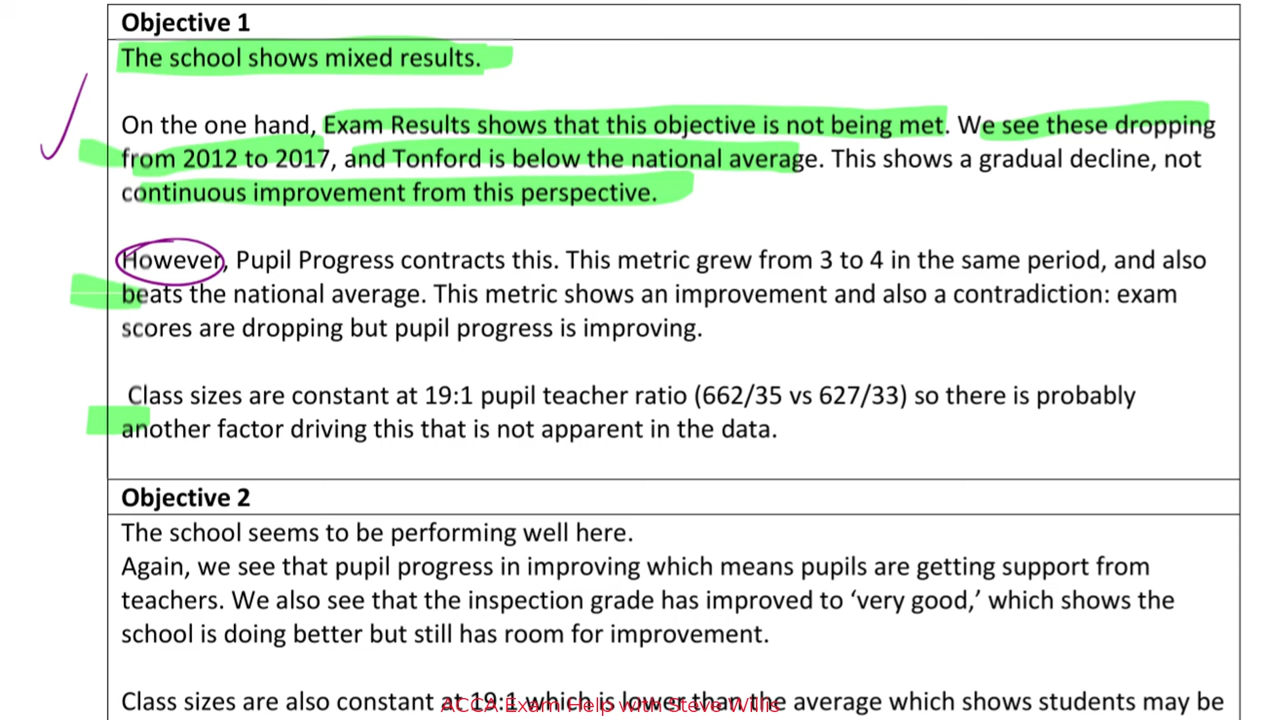 Objective 1
The school shows mixed results.
On the one hand, Exam Results shows that this objective is not being met. We see these dropping
from 2012 to 2017, and Tonford is below the national average. This shows a gradual decline, not
continuous improvement from this perspective.
However, Pupil Progress contracts this. This metric grew from 3 to 4 in the same period, and also
beats the national average. This metric shows an improvement and also a contradiction: exam
scores are dropping but pupil progress is improving.
Class sizes are constant at 19:1 pupil teacher ratio (662/35 vs 627/33) so there is probably
another factor driving this that is not apparent in the data.
Objective 2
The school seems to be performing well here.
Again, we see that pupil progress in improving which means pupils are getting support from
teachers. We also see that the inspection grade has improved to ‘very good,’ which shows the
school is doing better but still has room for improvement.
Class sizes are also constant at 19:1 which is lower than the average which shows students may be
ACCA Exam Help with Steve Willis